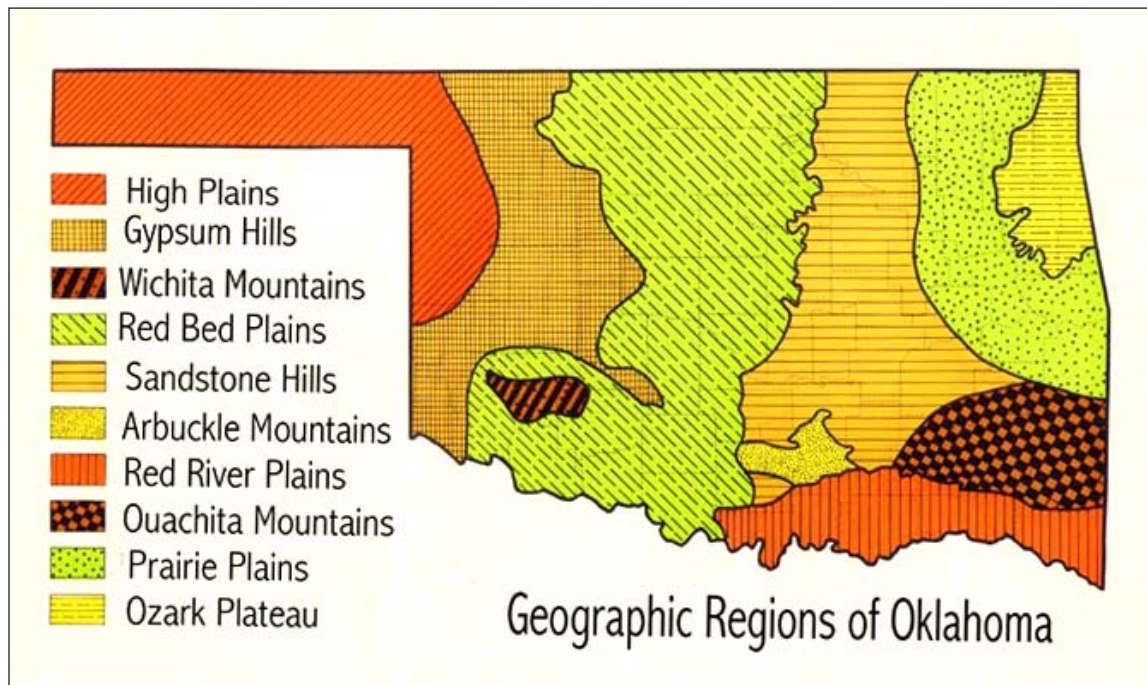 High Plains
Gypsum Hills
Wichita Mountains
Red Bed Plains
Sandstone Hills
Arbuckle Mountains
Red River Plains
Ouachita Mountains
Prairie Plains
Ozark Plateau
Geographic Regions of Oklahoma